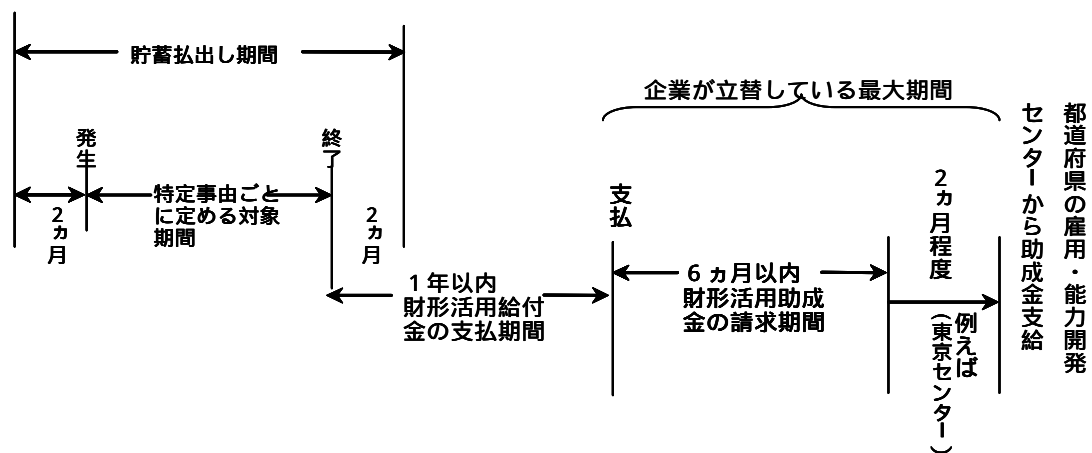 貯蓄払出し期間
企業が立替している最大期間
発生
終了
2ヵ月
特定事由ごと
に定める対象
期間
2ヵ月
1年以内
財形活用給付
金の支払期間
支払
6ヵ月以内
財形活用助成
金の請求期間
2ヵ月程度
例えば
(東京センター)
都道府県の雇用・能力開発
センターから助成金支給